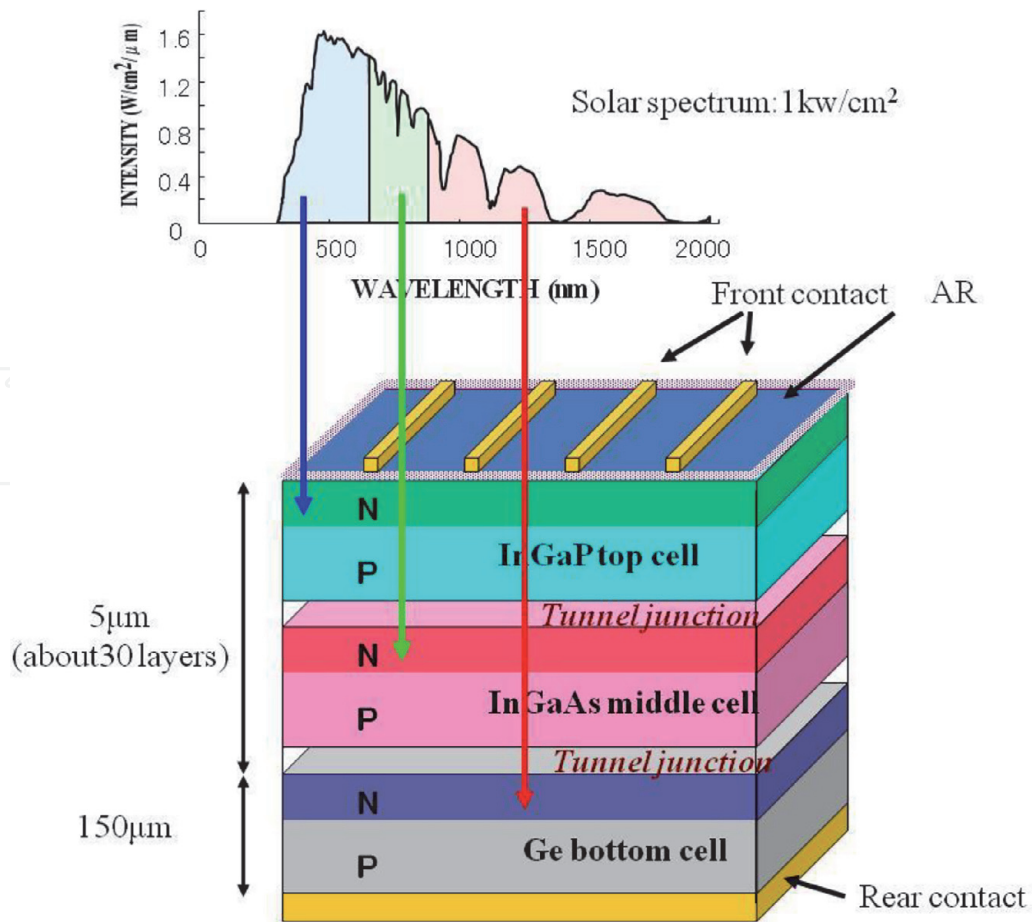 INTENSITY (W/cm²/μm)
1.6
1.2
0.8
0.4
0
0 500 1000 1500 2000
WAVELENGTH (nm)
Solar spectrum: 1kw/cm²
Front contact
AR
N
P
InGaP top cell
Tunnel junction
N
P
InGaAs middle cell
Tunnel junction
N
P
Ge bottom cell
5μm
(about30 layers)
150μm
Rear contact